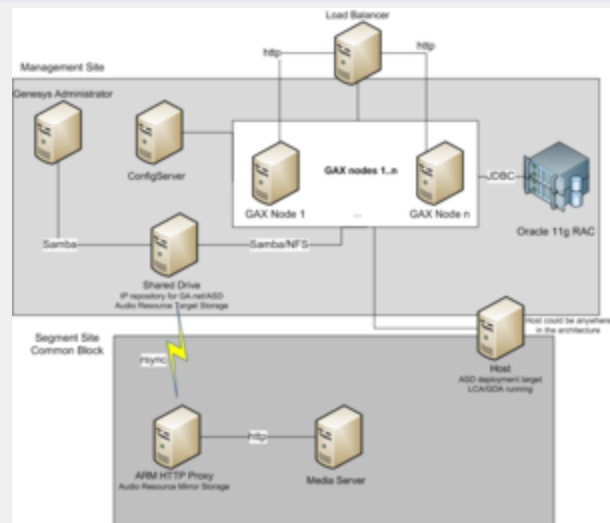 Load Balancer
http
http
Management Site
Genesys Administrator
ConfigServer
GAX nodes 1..n
GAX Node 1
...
GAX Node n
JDBC
Oracle 11g RAC
Samba
Samba/NFS
Shared Drive
IP repository for GA.net/ASD
Audio Resource Target Storage
Host could be anywhere
in the architecture
Segment Site
Common Block
rsync
Host
ASD deployment target
LCA/GDA running
http
ARM HTTP Proxy
Audio Resource Mirror Storage
Media Server